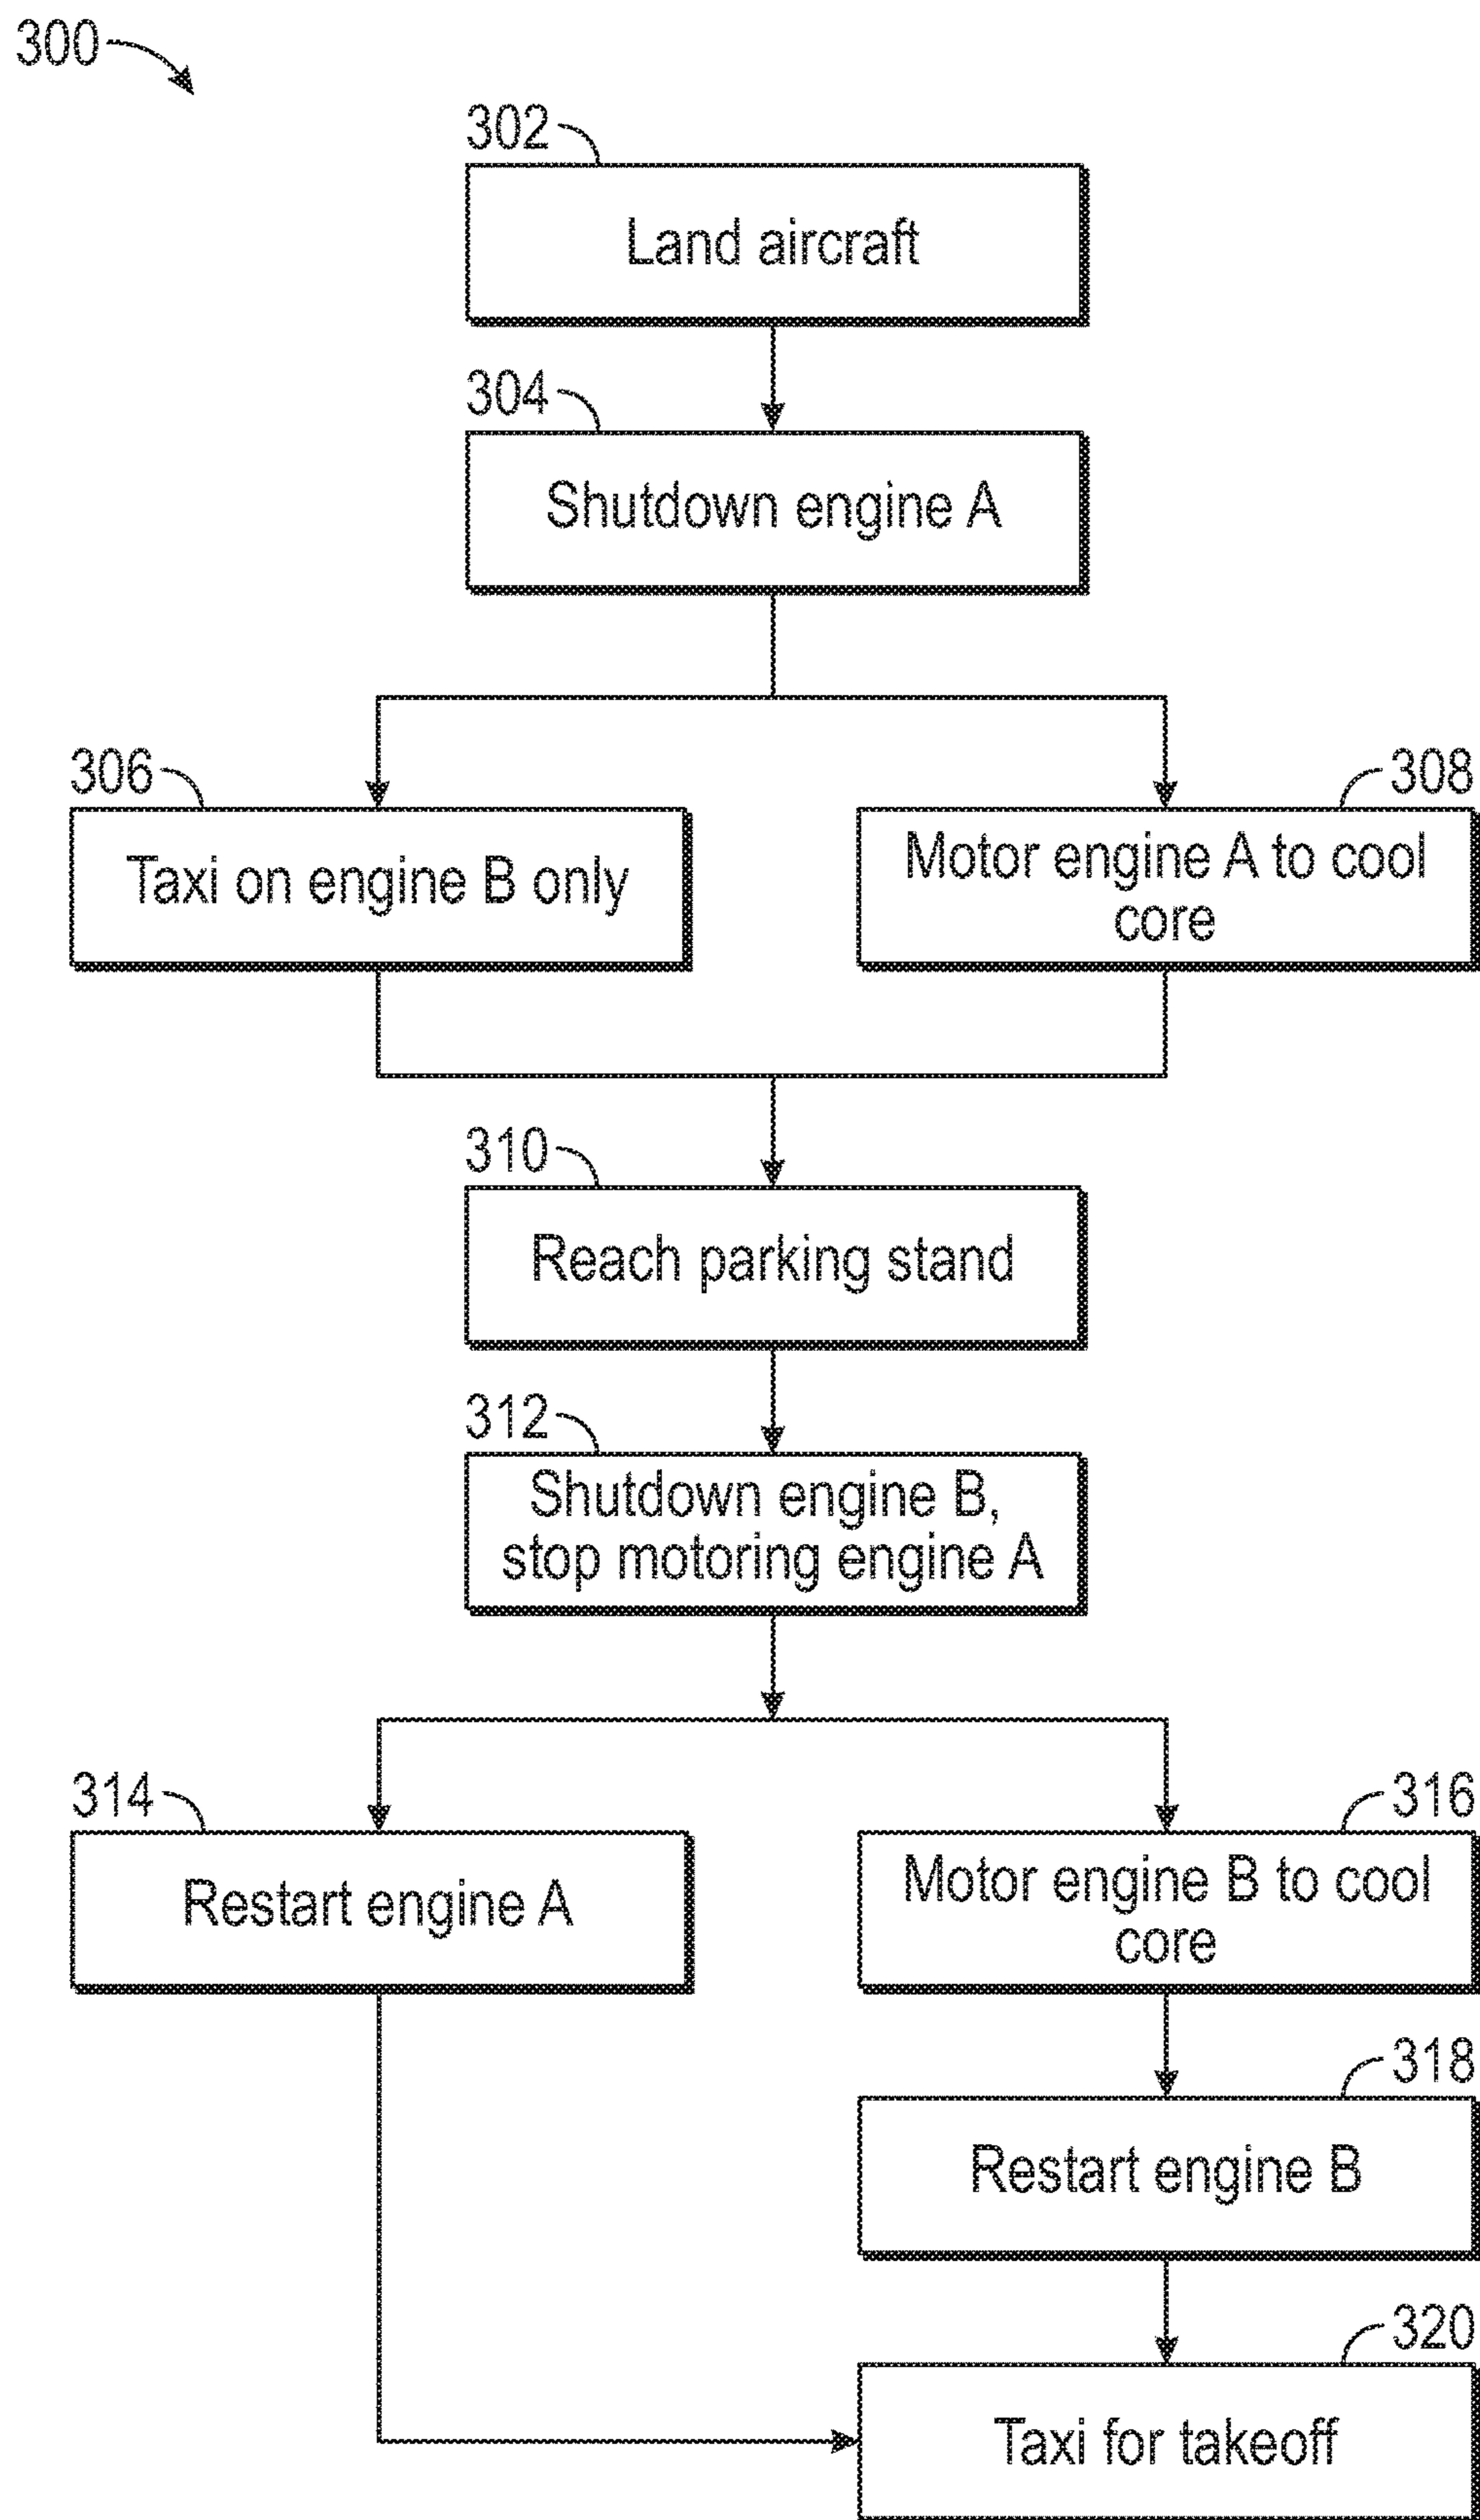 300
302
Land aircraft
304
Shutdown engine A
306
308
Taxi on engine B only
Motor engine A to cool
core
310
Reach parking stand
312
Shutdown engine B,
stop motoring engine A
314
316
Restart engine A
Motor engine B to cool
core
318
Restart engine B
320
Taxi for takeoff